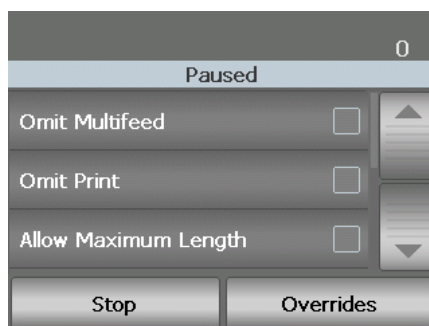 0
Paused
Omit Multifeed
Omit Print
Allow Maximum Length
Stop Overrides